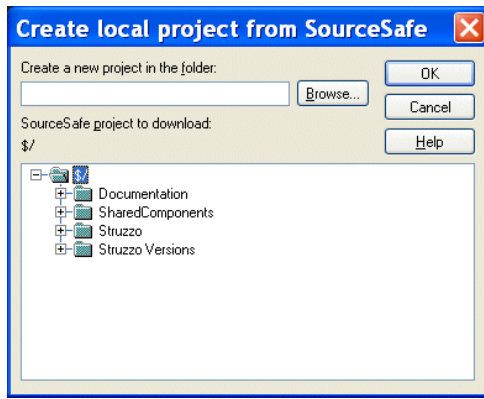 Create local project from SourceSafe
Create a new project in the folder:
OK
Browse...
Cancel
SourceSafe project to download:
$/
Help
$/
Documentation
SharedComponents
Struzzo
Struzzo Versions